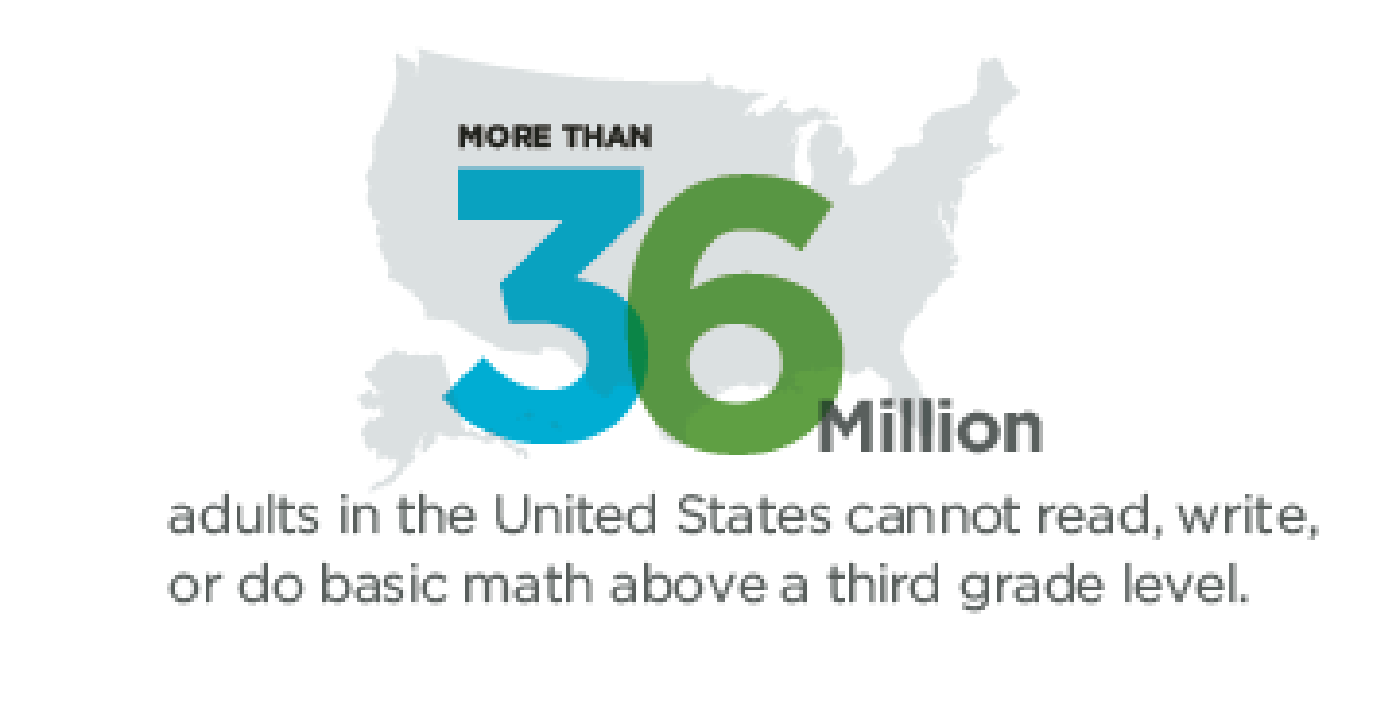 MORE THAN
36
Million
adults in the United States cannot read, write,
or do basic math above a third grade level.